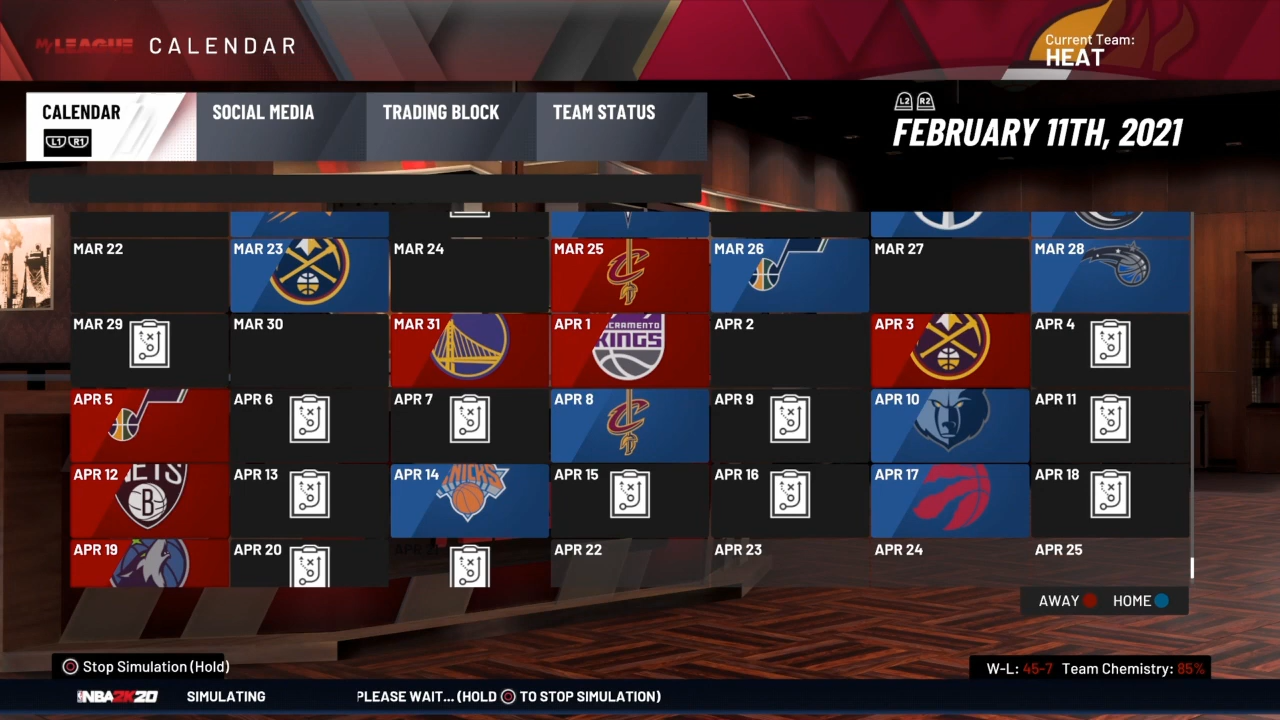 MyLEAGUE CALENDAR
Current Team:
HEAT
CALENDAR
SOCIAL MEDIA
TRADING BLOCK
TEAM STATUS
L1 R1
L2 R2
FEBRUARY 11TH, 2021
MAR 22
MAR 23
MAR 24
MAR 25
MAR 26
MAR 27
MAR 28
MAR 29
MAR 30
MAR 31
APR 1
SACRAMENTO
KINGS
APR 2
APR 3
APR 4
APR 5
APR 6
APR 7
APR 8
APR 9
APR 10
APR 11
APR 12
NETS
B
APR 13
APR 14
NICKS
APR 15
APR 16
APR 17
APR 18
APR 19
APR 20
APR 21
APR 22
APR 23
APR 24
APR 25
AWAY
HOME
Stop Simulation (Hold)
W-L: 45-7 Team Chemistry: 85%
NBA2K20
SIMULATING
PLEASE WAIT... (HOLD TO STOP SIMULATION)